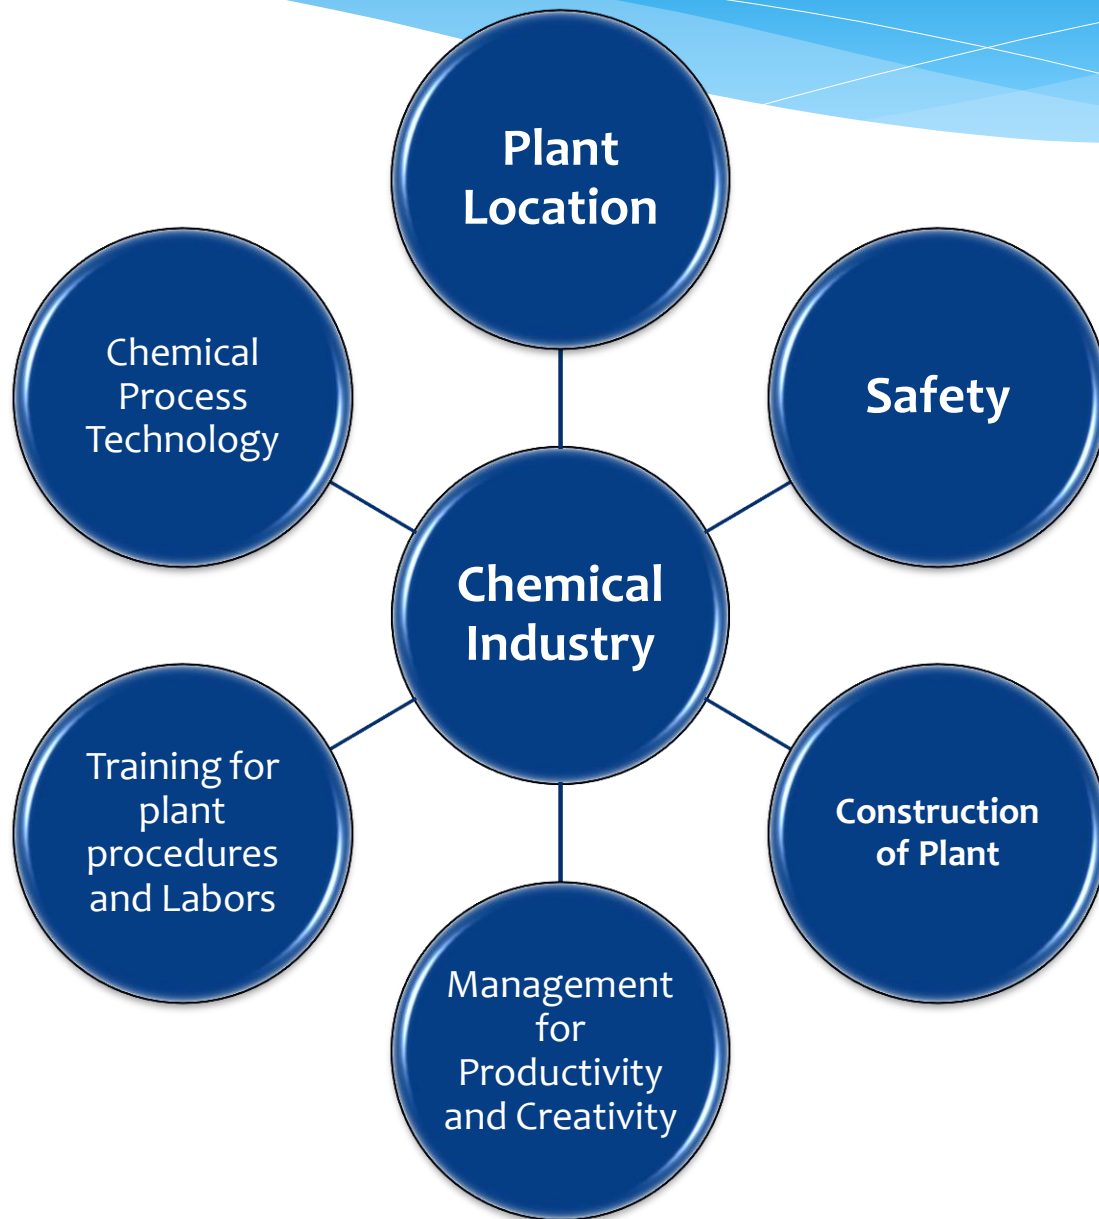 Plant
Location
Safety
Chemical
Process
Technology
Chemical
Industry
Construction
of Plant
Training for
plant
procedures
and Labors
Management
for
Productivity
and Creativity